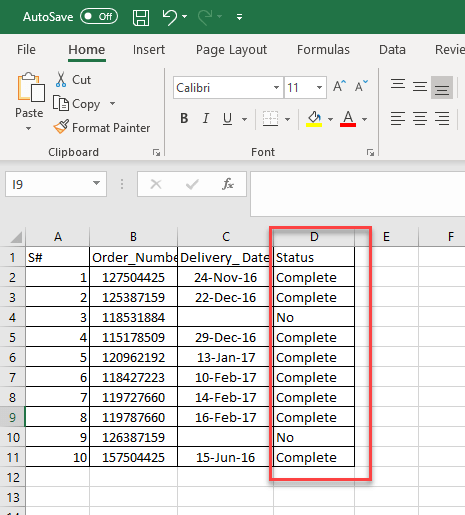 AutoSave Off
File Home Insert Page Layout Formulas Data Revie
Paste Cut Calibri 11 A A
Copy
Format Painter B I U A
Clipboard Font
I9 fx
A B C D E F
1 S# Order_Numbe Delivery_ Date Status
2 1 127504425 24-Nov-16 Complete
3 2 125387159 22-Dec-16 Complete
4 3 118531884 No
5 4 115178509 29-Dec-16 Complete
6 5 120962192 13-Jan-17 Complete
7 6 118427223 10-Feb-17 Complete
8 7 119727660 14-Feb-17 Complete
9 8 119787660 16-Feb-17 Complete
10 9 126387159 No
11 10 157504425 15-Jun-16 Complete
12
13
14